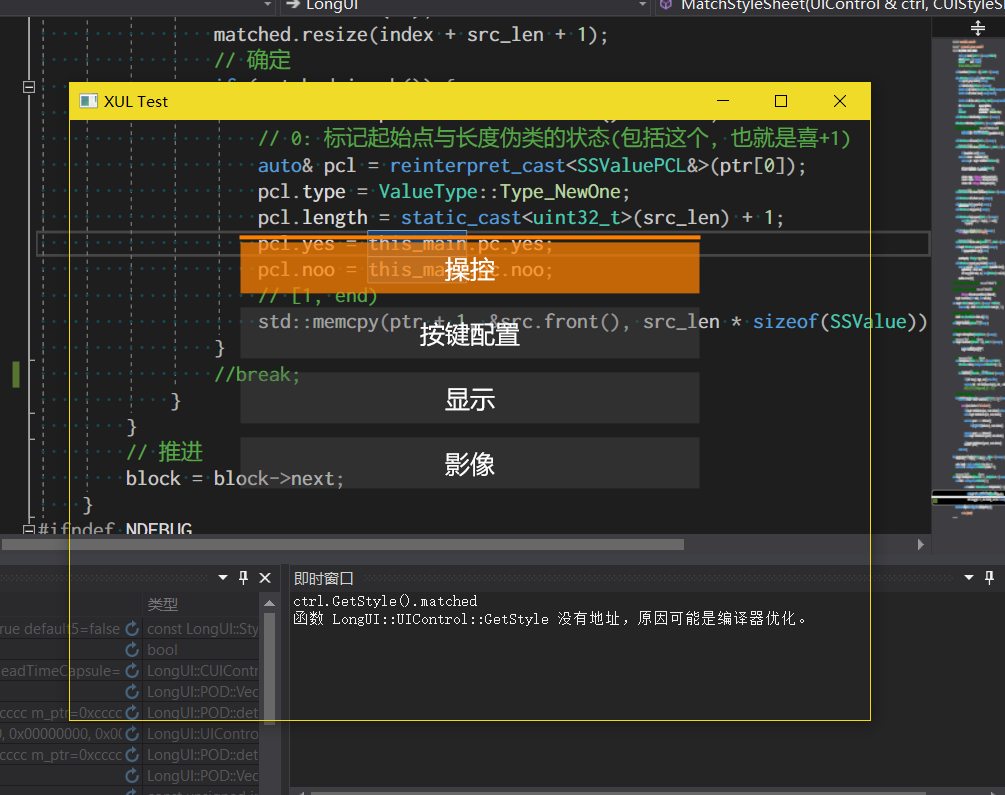 LongUI
MatchStyleSheet(UIControl & ctrl, CUIStyleS
matched.resize(index + src_len + 1);
// 确定
XUL Test
// 0: 标记起始点与长度伪类的状态(包括这个, 也就是喜+1)
auto& pcl = reinterpret_cast<SSValuePCL&>(ptr[0]);
pcl.type = ValueType::Type_NewOne;
pcl.length = static_cast<uint32_t>(src_len) + 1;
pcl.yes = this_main.pc.yes;
pcl.noo = this_main.pc.noo;
操控
// [1, end)
std::memcpy(ptr + 1, &src.front(), src_len * sizeof(SSValue))
按键配置
}
//break;
显示
}
}
// 推进
影像
block = block->next;
}
#ifndef NDEBUG
即时窗口
类型
ctrl.GetStyle().matched
函数 LongUI::UIControl::GetStyle 没有地址，原因可能是编译器优化。
rue default5=false const LongUI::Sty
bool
eadTimeCapsule= LongUI::CUIContr
LongUI::POD::Vec
cccc m_ptr=0xcccc LongUI::POD::det
, 0x00000000, 0x00 LongUI::UIContro
cccc m_ptr=0xcccc LongUI::POD::det
LongUI::POD::Vec